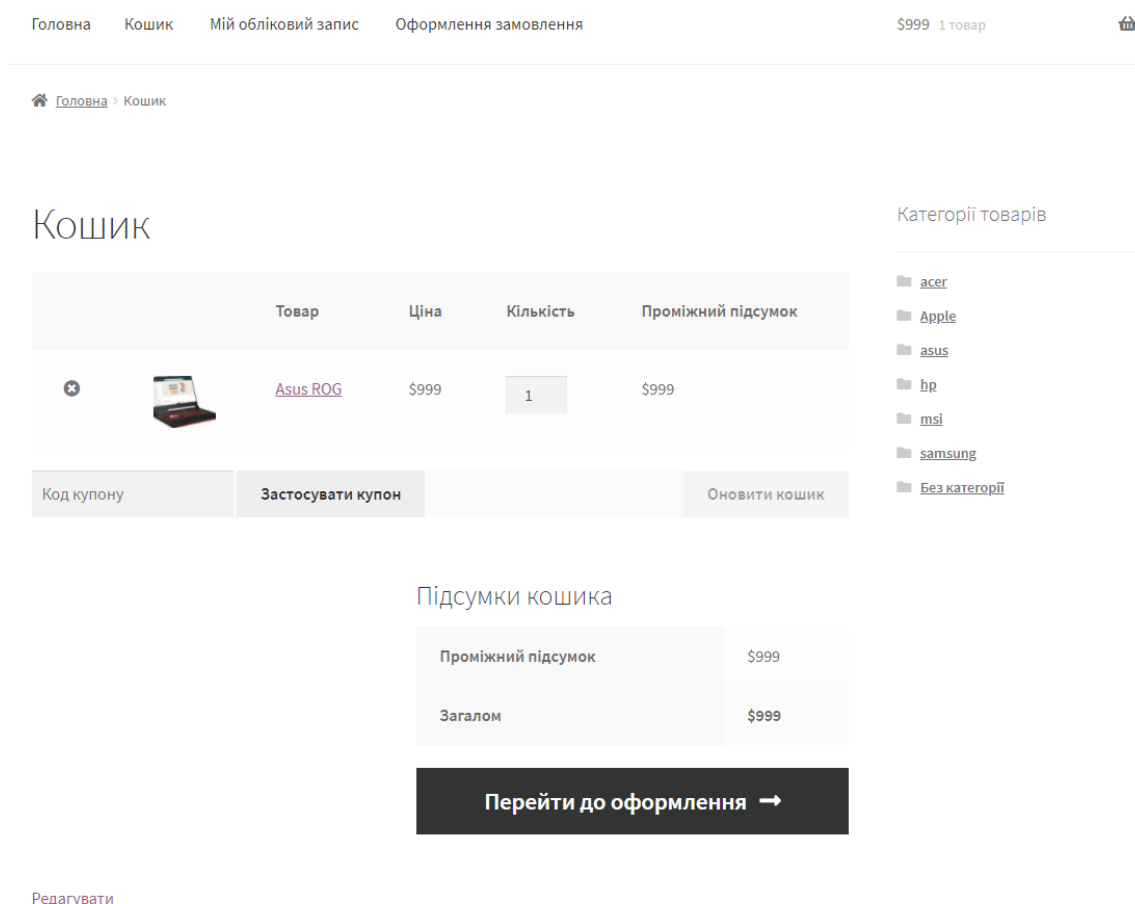 Головна Кошик Мій обліковий запис Оформлення замовлення $999 1 товар
Головна > Кошик
Кошик
Товар Ціна Кількість Проміжний підсумок
Asus ROG $999 1 $999
Код купону Застосувати купон Оновити кошик
Підсумки кошика
Проміжний підсумок $999
Загалом $999
Перейти до оформлення →
Редагувати
Категорії товарів
acer
Apple
asus
hp
msi
samsung
Без категорії